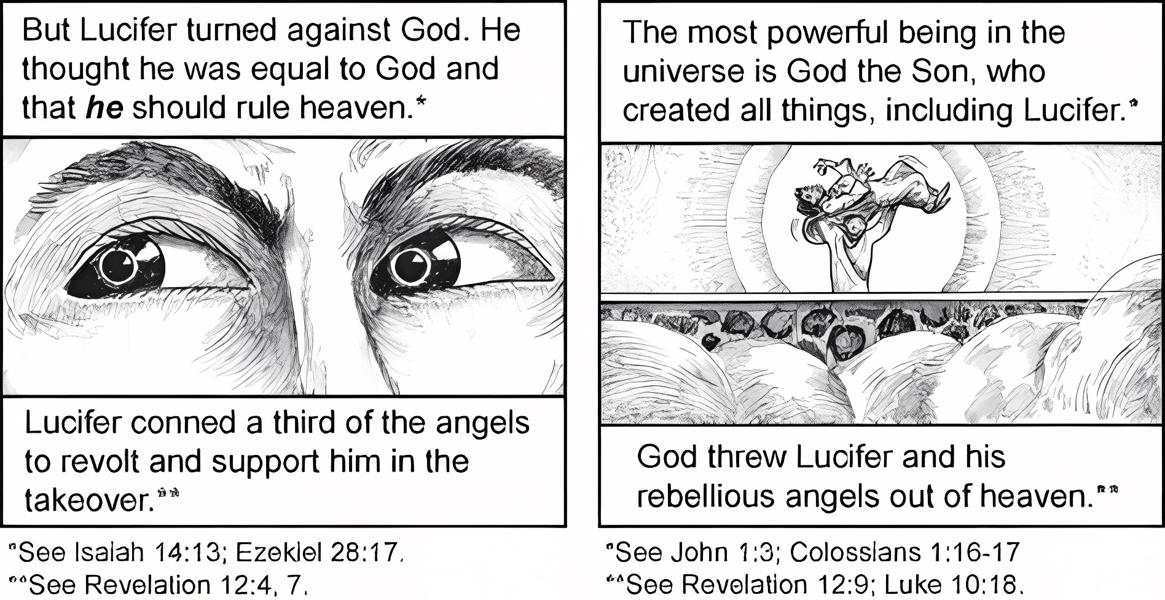 But Lucifer turned against God. He
thought he was equal to God and
that he should rule heaven.*
Lucifer conned a third of the angels
to revolt and support him in the
takeover.**
*See Isaiah 14:13; Ezekiel 28:17.
**See Revelation 12:4, 7.
The most powerful being in the
universe is God the Son, who
created all things, including Lucifer.*
God threw Lucifer and his
rebellious angels out of heaven.**
*See John 1:3; Colossians 1:16-17
**See Revelation 12:9; Luke 10:18.